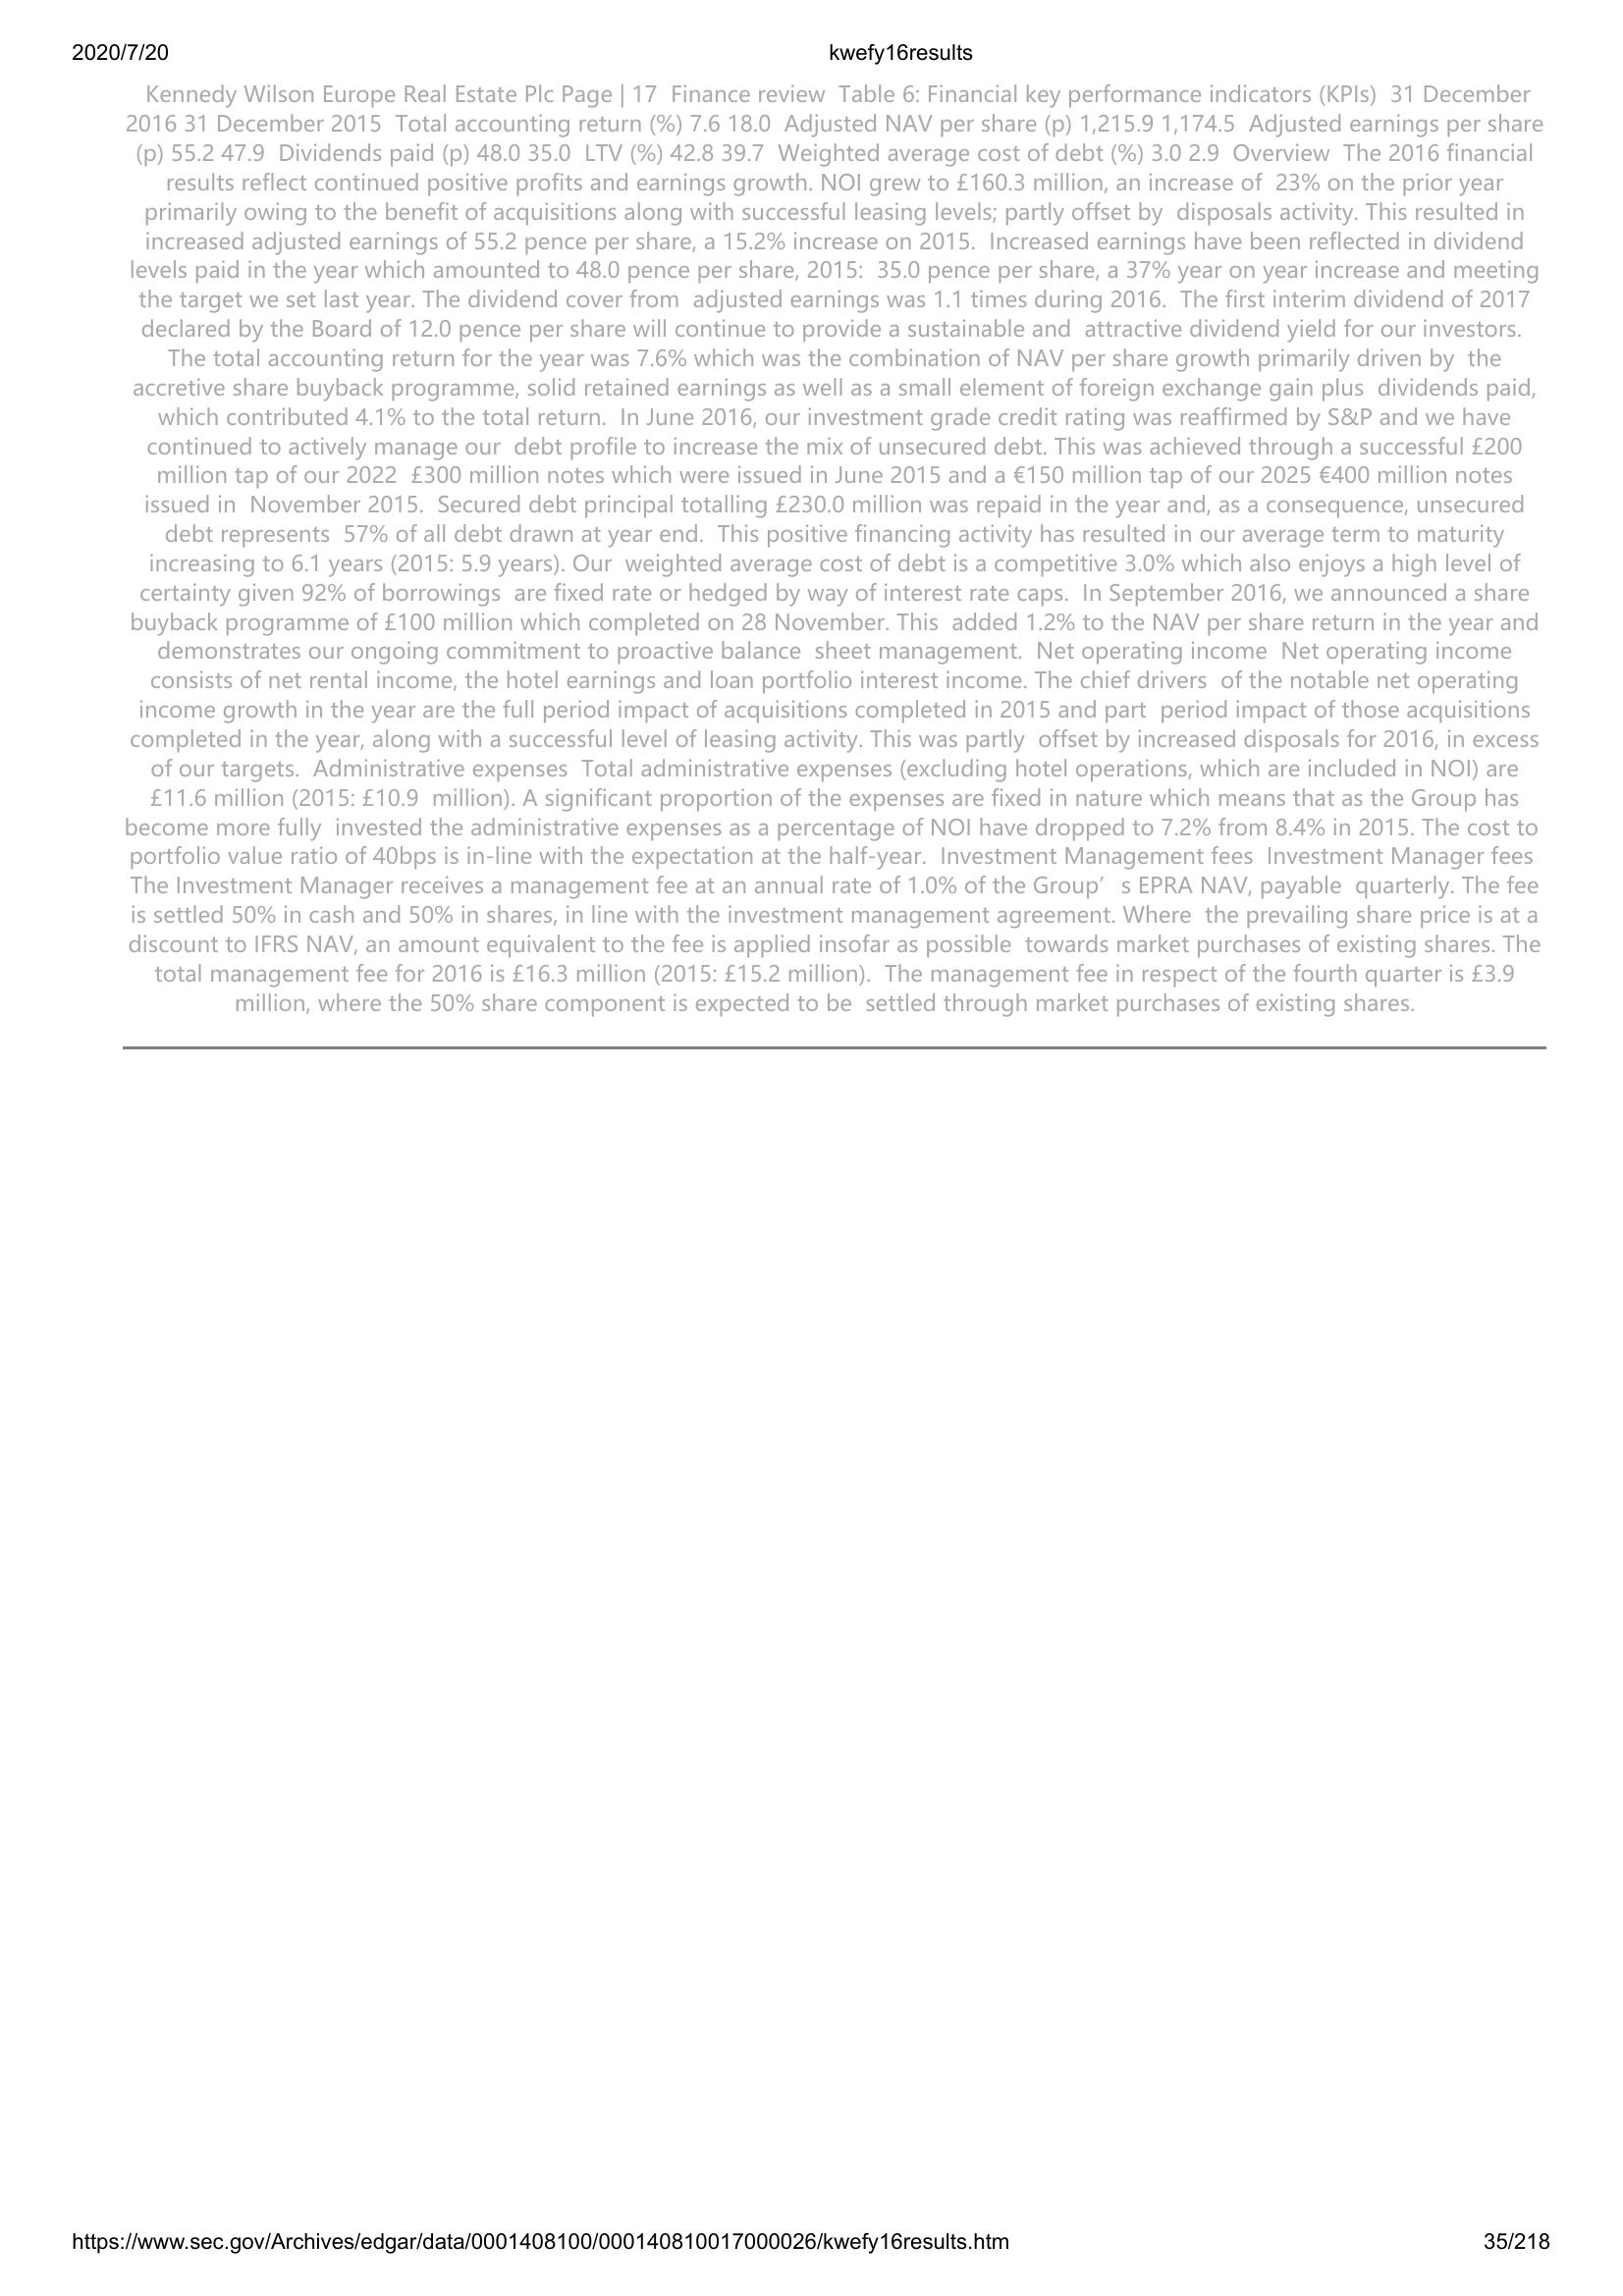 2020/7/20 kwefy16results
Kennedy Wilson Europe Real Estate Plc Page | 17 Finance review Table 6: Financial key performance indicators (KPIs) 31 December
2016 31 December 2015 Total accounting return (%) 7.6 18.0 Adjusted NAV per share (p) 1,215.9 1,174.5 Adjusted earnings per share
(p) 55.2 47.9 Dividends paid (p) 48.0 35.0 LTV (%) 42.8 39.7 Weighted average cost of debt (%) 3.0 2.9 Overview The 2016 financial
results reflect continued positive profits and earnings growth. NOI grew to £160.3 million, an increase of 23% on the prior year
primarily owing to the benefit of acquisitions along with successful leasing levels; partly offset by disposals activity. This resulted in
increased adjusted earnings of 55.2 pence per share, a 15.2% increase on 2015. Increased earnings have been reflected in dividend
levels paid in the year which amounted to 48.0 pence per share, 2015: 35.0 pence per share, a 37% year on year increase and meeting
the target we set last year. The dividend cover from adjusted earnings was 1.1 times during 2016. The first interim dividend of 2017
declared by the Board of 12.0 pence per share will continue to provide a sustainable and attractive dividend yield for our investors.
The total accounting return for the year was 7.6% which was the combination of NAV per share growth primarily driven by the
accretive share buyback programme, solid retained earnings as well as a small element of foreign exchange gain plus dividends paid,
which contributed 4.1% to the total return. In June 2016, our investment grade credit rating was reaffirmed by S&P and we have
continued to actively manage our debt profile to increase the mix of unsecured debt. This was achieved through a successful £200
million tap of our 2022 £300 million notes which were issued in June 2015 and a €150 million tap of our 2025 €400 million notes
issued in November 2015. Secured debt principal totalling £230.0 million was repaid in the year and, as a consequence, unsecured
debt represents 57% of all debt drawn at year end. This positive financing activity has resulted in our average term to maturity
increasing to 6.1 years (2015: 5.9 years). Our weighted average cost of debt is a competitive 3.0% which also enjoys a high level of
certainty given 92% of borrowings are fixed rate or hedged by way of interest rate caps. In September 2016, we announced a share
buyback programme of £100 million which completed on 28 November. This added 1.2% to the NAV per share return in the year and
demonstrates our ongoing commitment to proactive balance sheet management. Net operating income Net operating income
consists of net rental income, the hotel earnings and loan portfolio interest income. The chief drivers of the notable net operating
income growth in the year are the full period impact of acquisitions completed in 2015 and part period impact of those acquisitions
completed in the year, along with a successful level of leasing activity. This was partly offset by increased disposals for 2016, in excess
of our targets. Administrative expenses Total administrative expenses (excluding hotel operations, which are included in NOI) are
£11.6 million (2015: £10.9 million). A significant proportion of the expenses are fixed in nature which means that as the Group has
become more fully invested the administrative expenses as a percentage of NOI have dropped to 7.2% from 8.4% in 2015. The cost to
portfolio value ratio of 40bps is in-line with the expectation at the half-year. Investment Management fees Investment Manager fees
The Investment Manager receives a management fee at an annual rate of 1.0% of the Group’ s EPRA NAV, payable quarterly. The fee
is settled 50% in cash and 50% in shares, in line with the investment management agreement. Where the prevailing share price is at a
discount to IFRS NAV, an amount equivalent to the fee is applied insofar as possible towards market purchases of existing shares. The
total management fee for 2016 is £16.3 million (2015: £15.2 million). The management fee in respect of the fourth quarter is £3.9
million, where the 50% share component is expected to be settled through market purchases of existing shares.
https://www.sec.gov/Archives/edgar/data/0001408100/000140810017000026/kwefy16results.htm 35/218